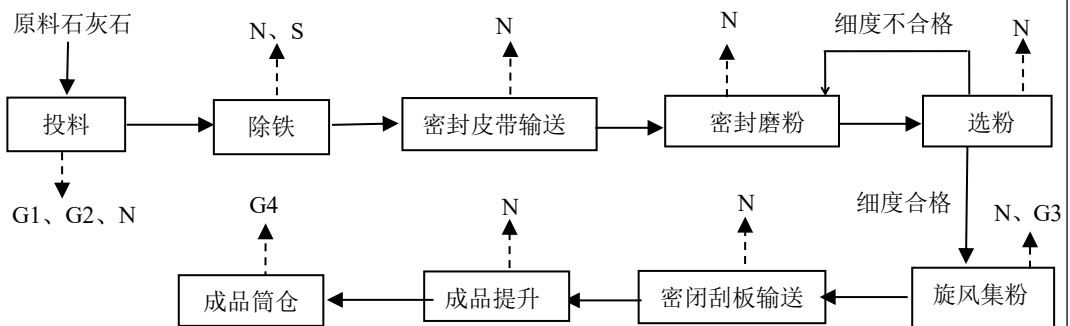 原料石灰石
N、S
N
N
细度不合格
N
投料
除铁
密封皮带输送
密封磨粉
选粉
G1、G2、N
细度合格
G4
N
N
N、G3
成品筒仓
成品提升
密闭刮板输送
旋风集粉